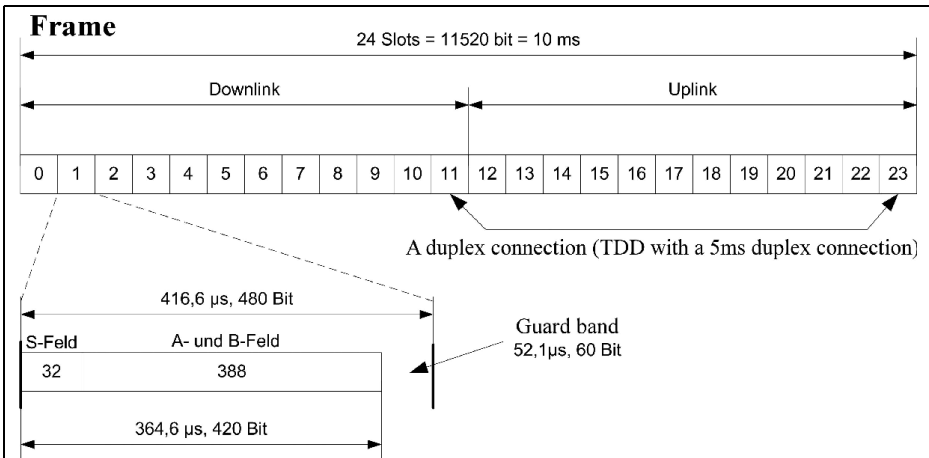 Frame
24 Slots = 11520 bit = 10 ms
Downlink
Uplink
0 1 2 3 4 5 6 7 8 9 10 11 12 13 14 15 16 17 18 19 20 21 22 23
A duplex connection (TDD with a 5ms duplex connection)
416,6 µs, 480 Bit
S-Feld
A- und B-Feld
32
388
Guard band
52,1µs, 60 Bit
364,6 µs, 420 Bit